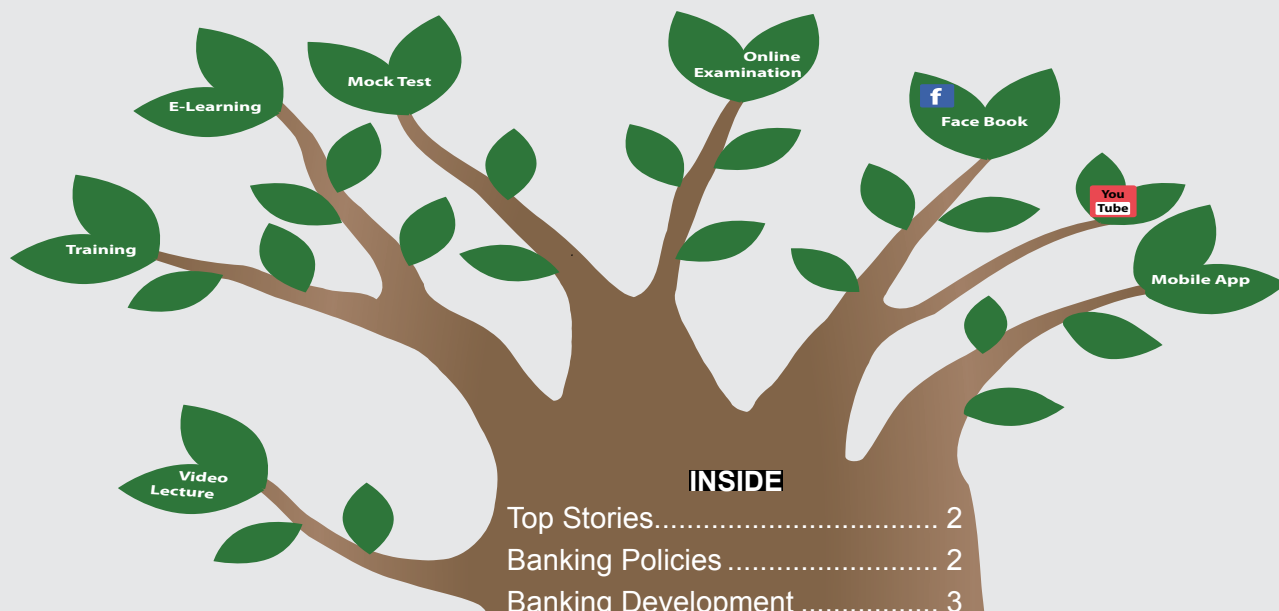 Online
Examination
Mock Test
E-Learning
f
Face Book
You
Tube
Training
Mobile App
Video
Lecture
INSIDE
Top Stories................................... 2
Banking Policies .......................... 2
Banking Development ................. 3